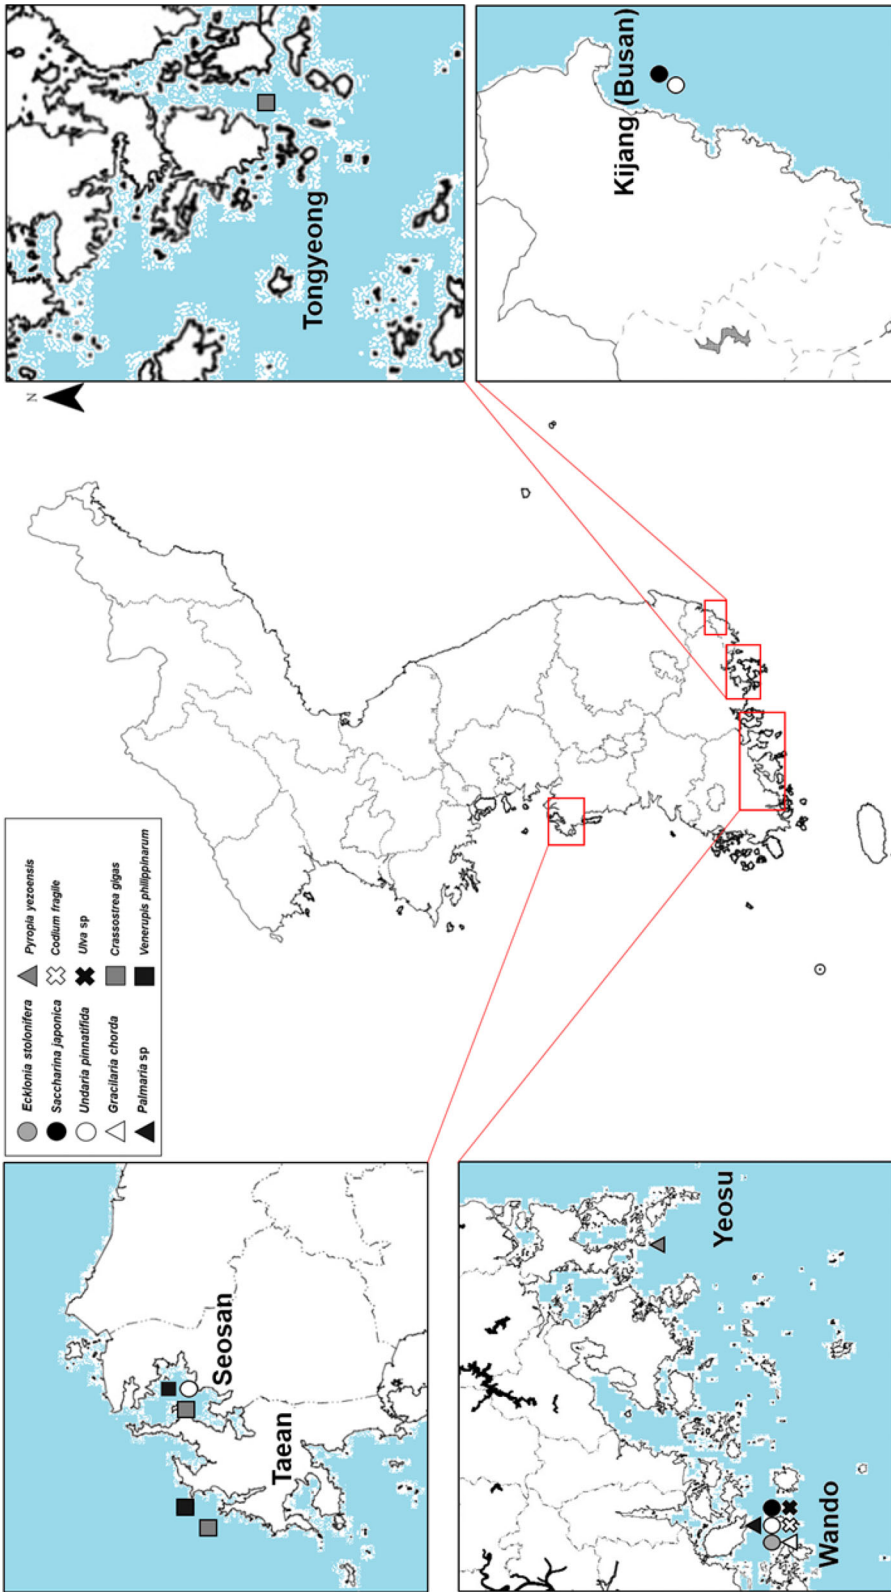 Ecklonia stolonifera
Saccharina japonica
Undaria pinnatifida
Gracilaria chorda
Palmaria sp
Pyropia yezoensis
Codium fragile
Ulva sp
Crassostrea gigas
Venerupis philippinarum
N
Taean
Seosan
Wando
Yeosu
Tongyeong
Kijang (Busan)